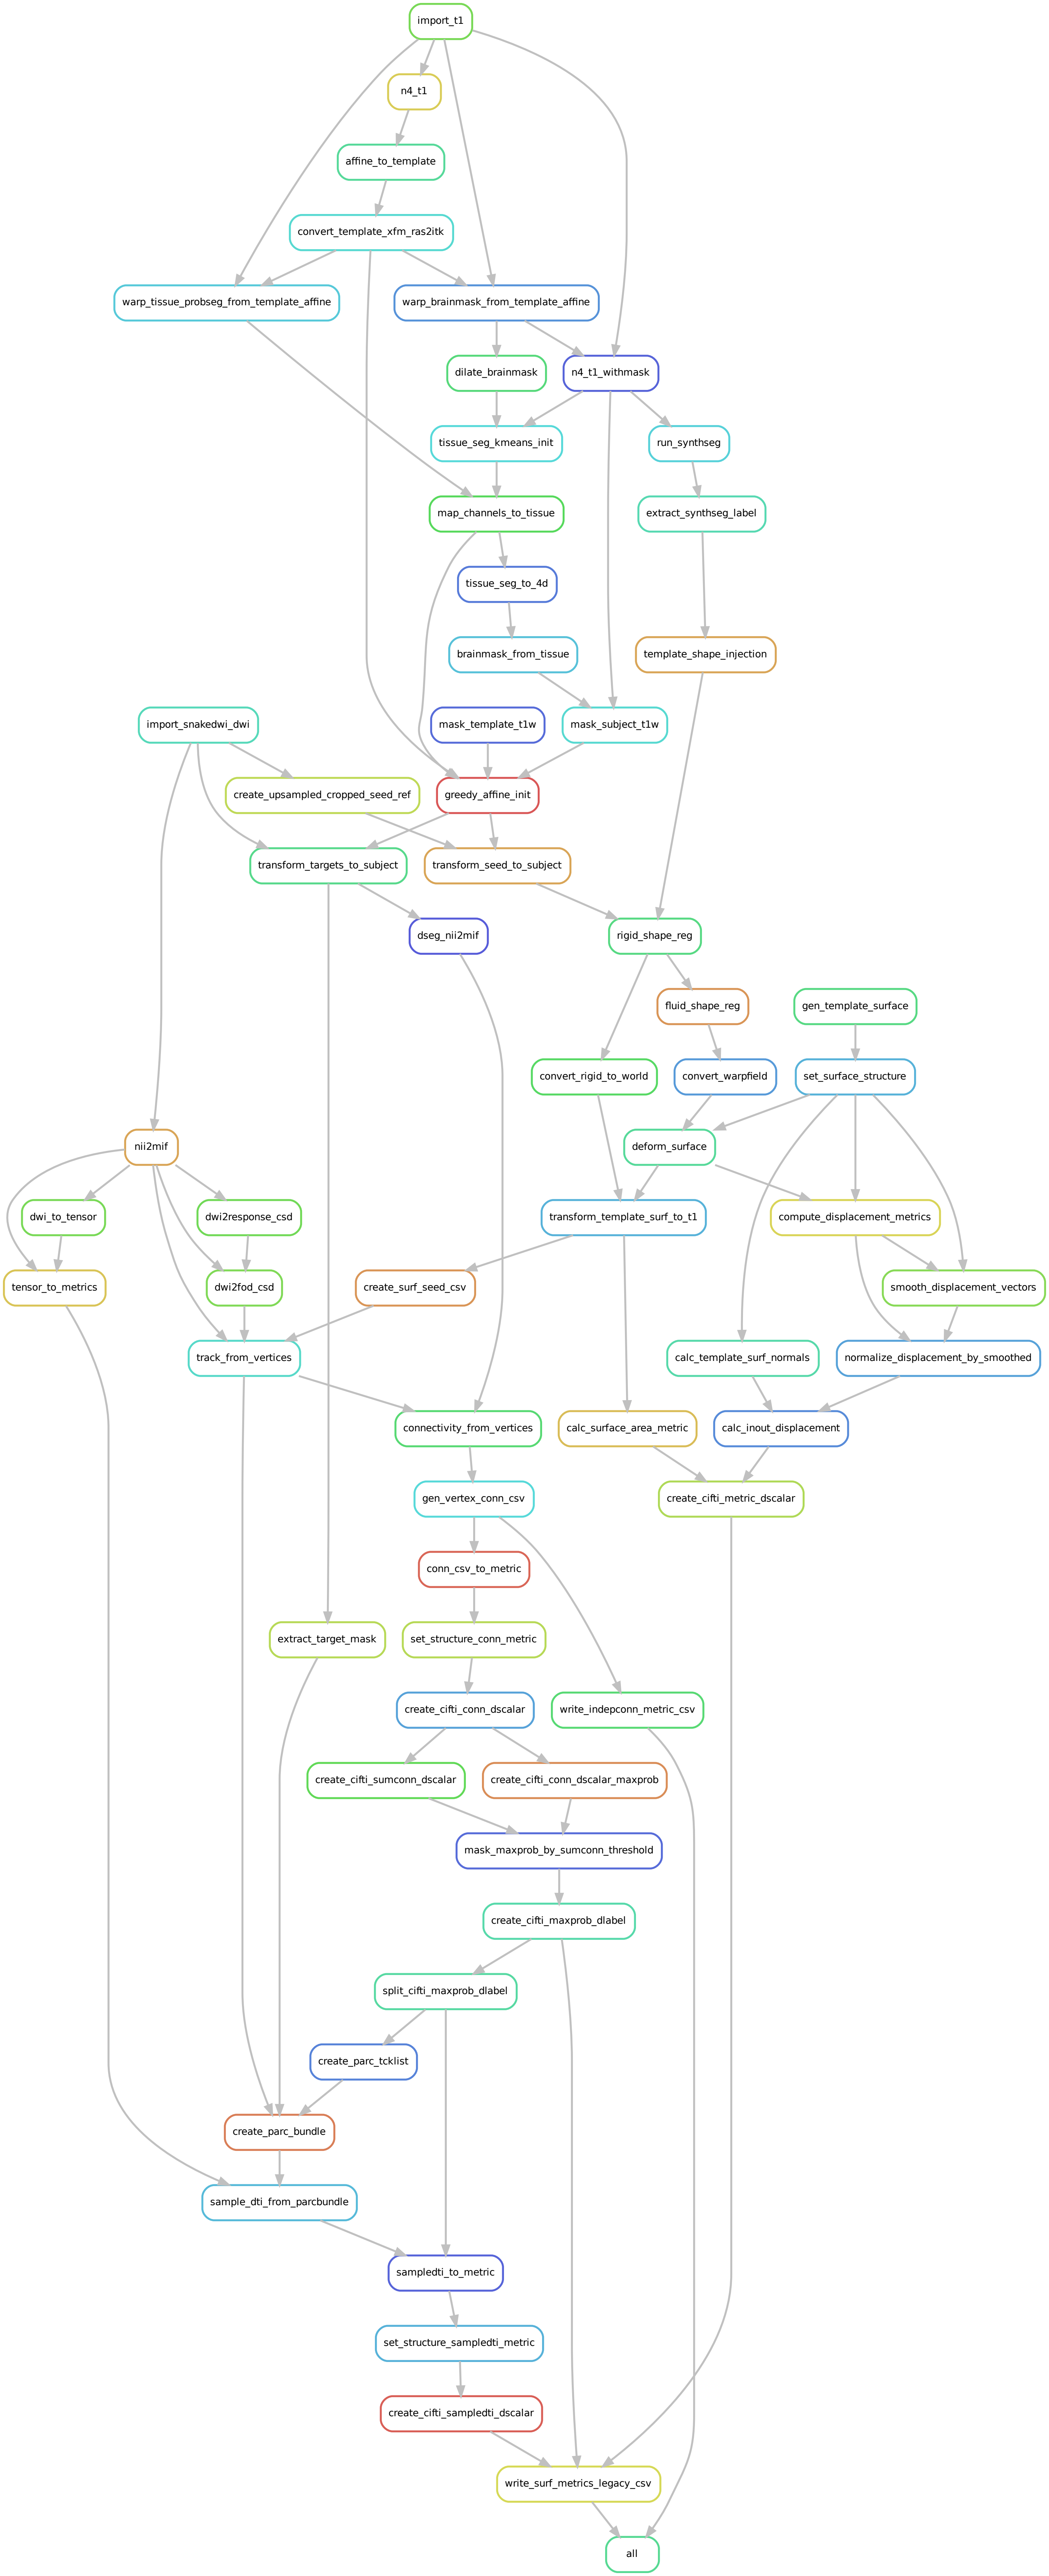 import_t1
n4_t1
affine_to_template
convert_template_xfm_ras2itk
warp_tissue_probseg_from_template_affine
warp_brainmask_from_template_affine
dilate_brainmask
n4_t1_withmask
tissue_seg_kmeans_init
run_synthseg
map_channels_to_tissue
extract_synthseg_label
tissue_seg_to_4d
brainmask_from_tissue
template_shape_injection
import_snakedwi_dwi
mask_template_t1w
mask_subject_t1w
create_upsampled_cropped_seed_ref
greedy_affine_init
transform_targets_to_subject
transform_seed_to_subject
dseg_nii2mif
rigid_shape_reg
fluid_shape_reg
gen_template_surface
convert_rigid_to_world
convert_warpfield
set_surface_structure
nii2mif
deform_surface
dwi_to_tensor
dwi2response_csd
transform_template_surf_to_t1
compute_displacement_metrics
tensor_to_metrics
dwi2fod_csd
create_surf_seed_csv
smooth_displacement_vectors
track_from_vertices
calc_template_surf_normals
normalize_displacement_by_smoothed
connectivity_from_vertices
calc_surface_area_metric
calc_inout_displacement
gen_vertex_conn_csv
create_cifti_metric_dscalar
conn_csv_to_metric
extract_target_mask
set_structure_conn_metric
create_cifti_conn_dscalar
write_indepconn_metric_csv
create_cifti_sumconn_dscalar
create_cifti_conn_dscalar_maxprob
mask_maxprob_by_sumconn_threshold
create_cifti_maxprob_dlabel
split_cifti_maxprob_dlabel
create_parc_tcklist
create_parc_bundle
sample_dti_from_parcbundle
sampledti_to_metric
set_structure_sampledti_metric
create_cifti_sampledti_dscalar
write_surf_metrics_legacy_csv
all